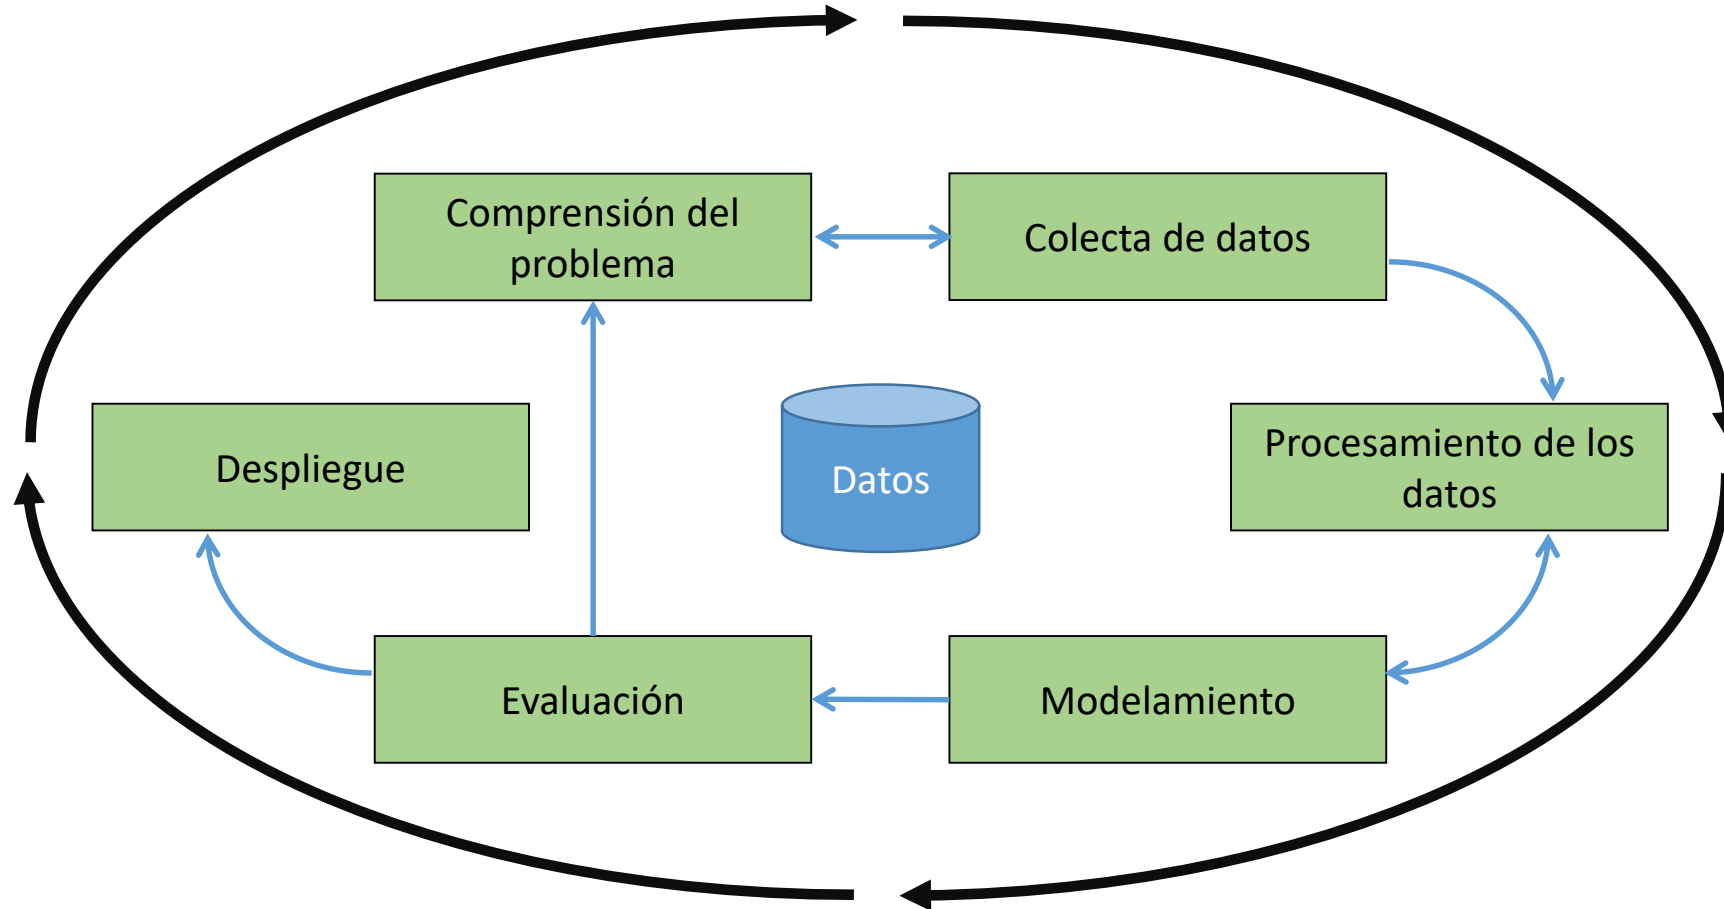 Comprensión del
problema
Colecta de datos
Despliegue
Datos
Procesamiento de los
datos
Evaluación
Modelamiento